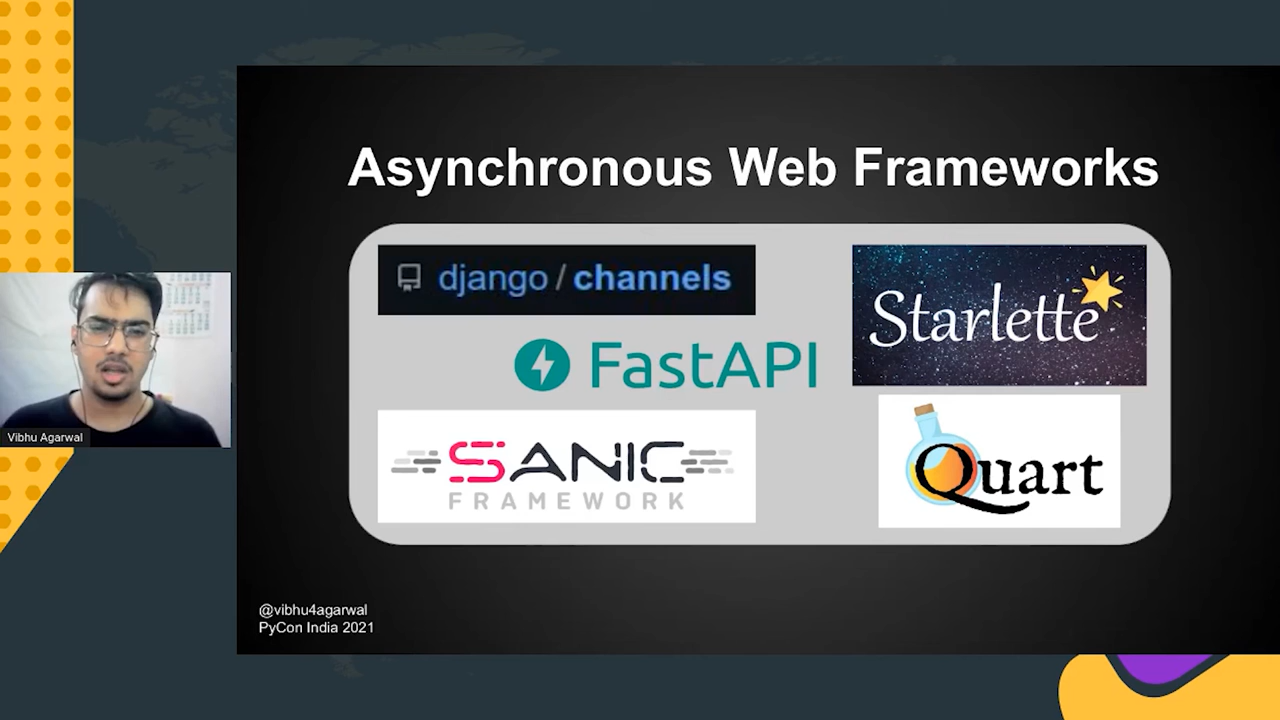 Asynchronous Web Frameworks
django / channels
Starlette
FastAPI
SANIC
FRAMEWORK
Quart
Vibhu Agarwal
@vibhu4agarwal
PyCon India 2021